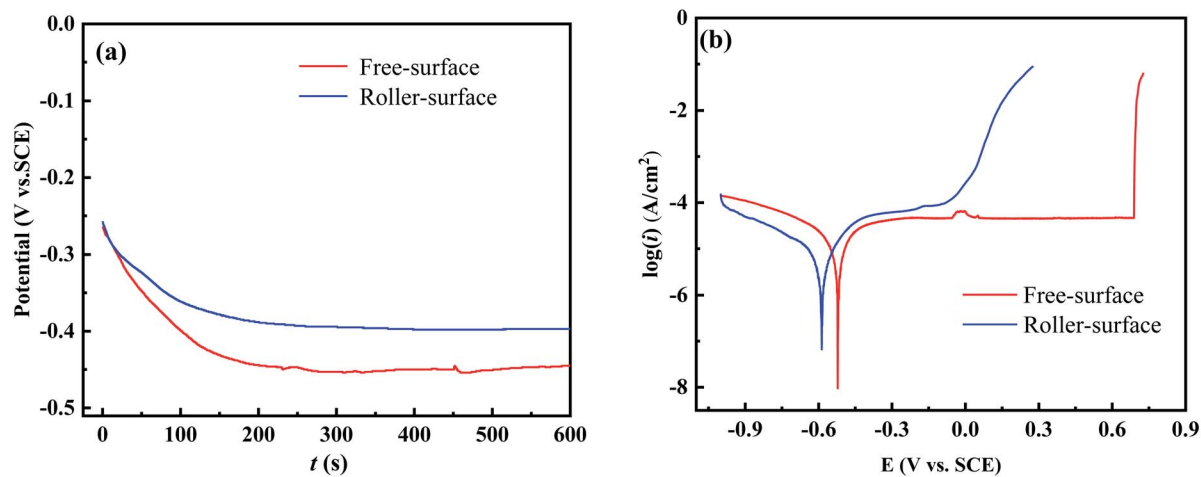 (a)
Free-surface
Roller-surface
0.0
-0.1
-0.2
-0.3
-0.4
-0.5
Potential (V vs.SCE)
0
100
200
300
400
500
600
t (s)
(b)
Free-surface
Roller-surface
0
-2
-4
-6
-8
log(i) (A/cm²)
-0.9
-0.6
-0.3
0.0
0.3
0.6
0.9
E (V vs. SCE)